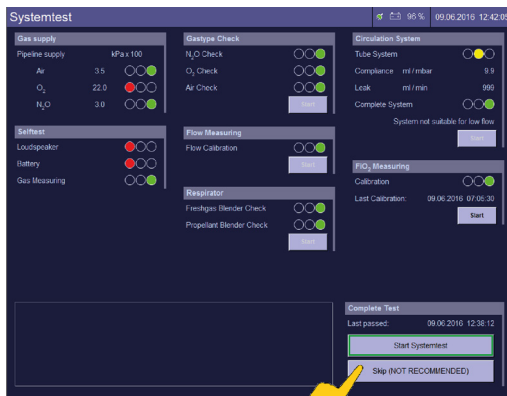 Systemtest 96 % 09.06.2016 12:42:05
Gas supply
Pipeline supply kPa x 100
Air 3.5
O2 22.0
N2O 3.0
Selftest
Loudspeaker
Battery
Gas Measuring
Gastype Check
N2O Check
O2 Check
Air Check
Start
Flow Measuring
Flow Calibration
Start
Respirator
Freshgas Blender Check
Propellant Blender Check
Start
Circulation System
Tube System
Compliance ml / mbar 9.9
Leak ml / min 999
Complete System
System not suitable for low flow
Start
FiO2 Measuring
Calibration
Last Calibration: 09.06.2016 07:06:30
Start
Complete Test
Last passed: 09.06.2016 12:38:12
Start Systemtest
Skip (NOT RECOMMENDED)